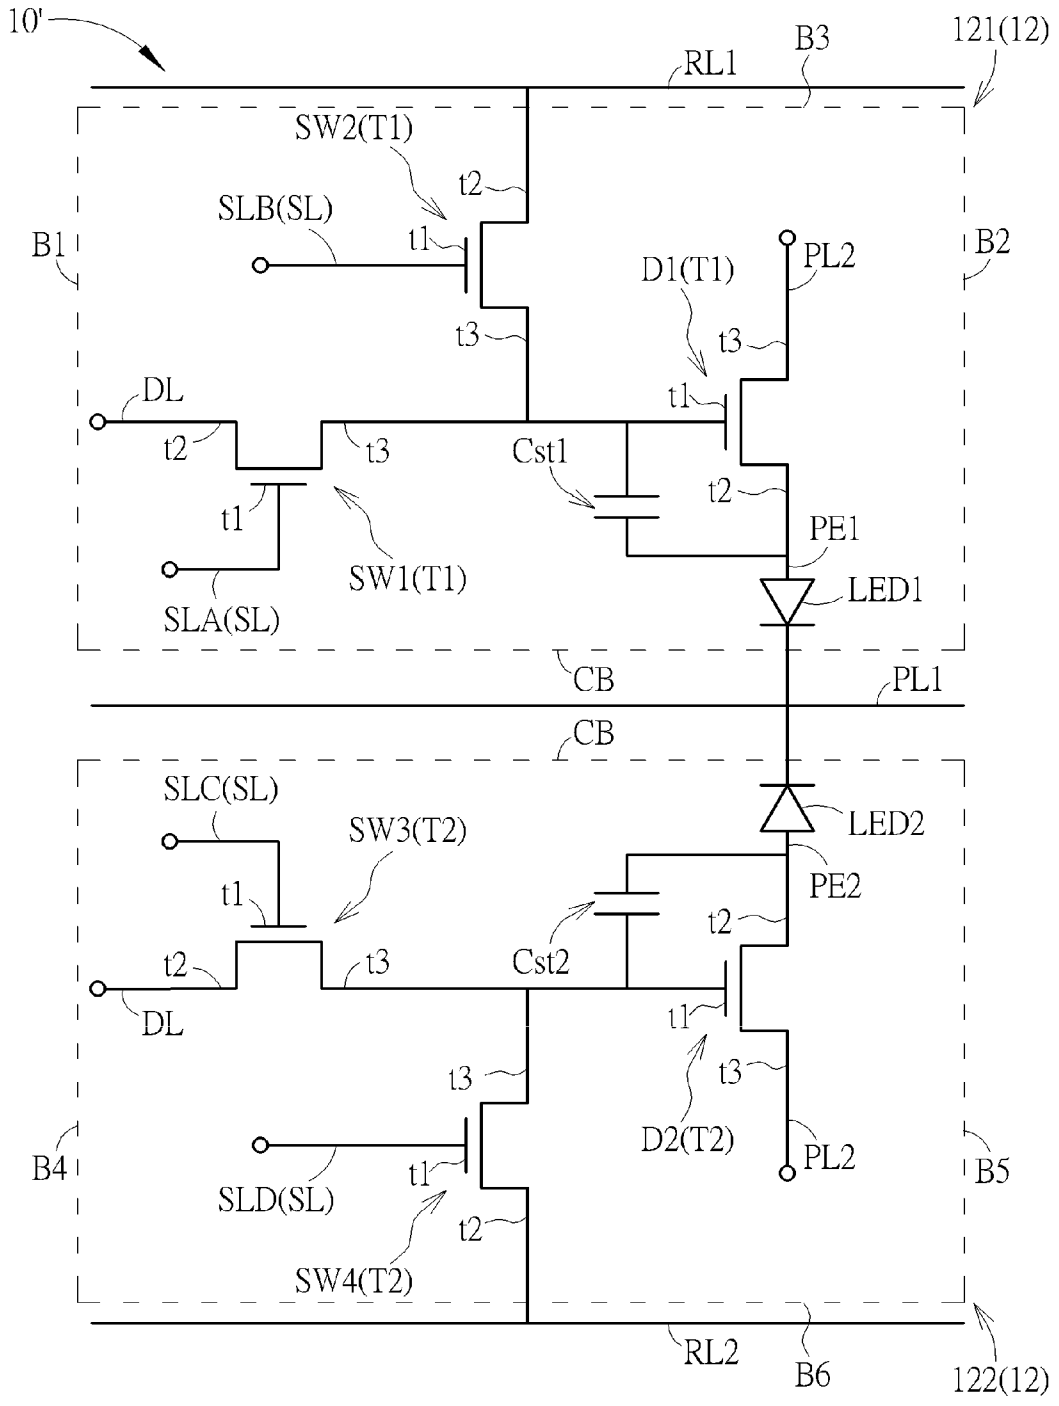 10'
121(12)
B3
RL1
SW2(T1)
t2
SLB(SL)
t1
B1
B2
PL2
D1(T1)
t3
t3
DL
t1
t2
t3
Cst1
t2
t1
PE1
SW1(T1)
LED1
SLA(SL)
CB
PL1
CB
SLC(SL)
SW3(T2)
LED2
t1
PE2
t2
t2
t3
Cst2
DL
t1
t3
t3
D2(T2)
B4
t1
PL2
B5
SLD(SL)
t2
SW4(T2)
RL2
B6
122(12)